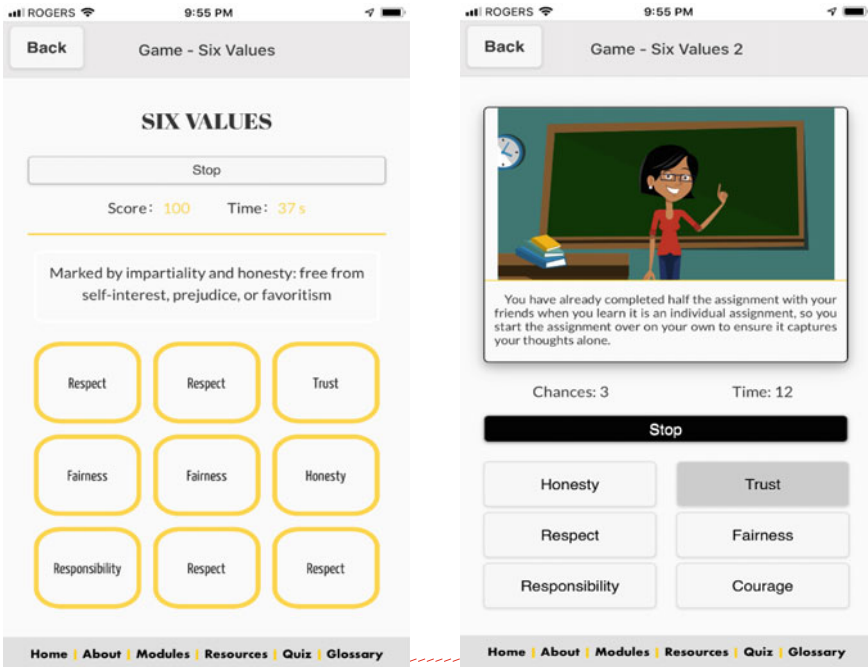 ROGERS 9:55 PM
Back Game - Six Values
SIX VALUES
Stop
Score: 100 Time: 37 s
Marked by impartiality and honesty: free from
self-interest, prejudice, or favoritism
Respect Respect Trust
Fairness Fairness Honesty
Responsibility Respect Respect
Home | About | Modules | Resources | Quiz | Glossary
ROGERS 9:55 PM
Back Game - Six Values 2
You have already completed half the assignment with your
friends when you learn it is an individual assignment, so you
start the assignment over on your own to ensure it captures
your thoughts alone.
Chances: 3 Time: 12
Stop
Honesty Trust
Respect Fairness
Responsibility Courage
Home | About | Modules | Resources | Quiz | Glossary